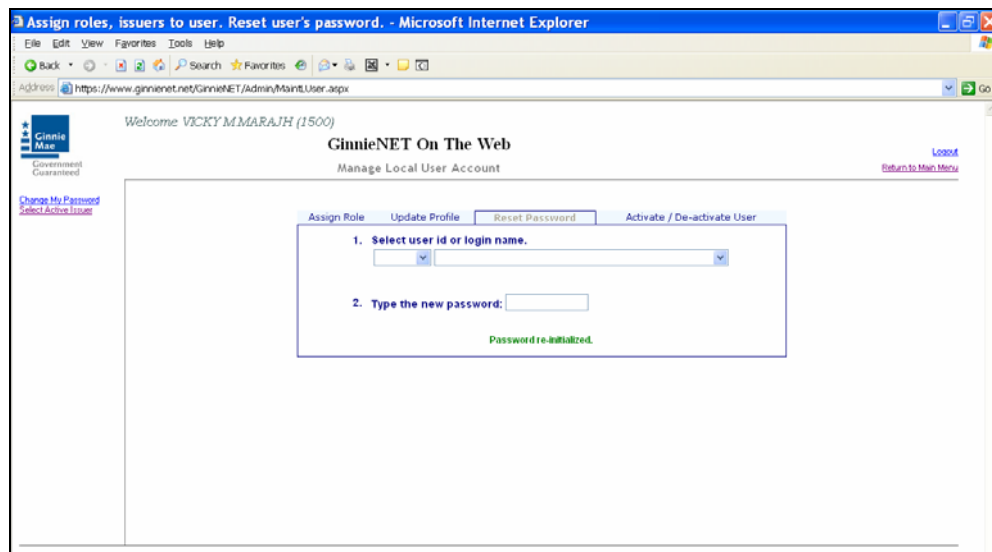 Assign roles, issuers to user. Reset user's password. - Microsoft Internet Explorer
File Edit View Favorites Tools Help
Back Search Favorites
Address https://www.ginnienet.net/GinnieNET/Admin/MaintLUser.aspx Go
Welcome VICKY M MARAJH (1500)
Ginnie
Mae
Government
Guaranteed
GinnieNET On The Web
Manage Local User Account
Logout
Return to Main Menu
Change My Password
Select Active Issuer
Assign Role Update Profile Reset Password Activate / De-activate User
1. Select user id or login name.
2. Type the new password:
Password re-initialized.